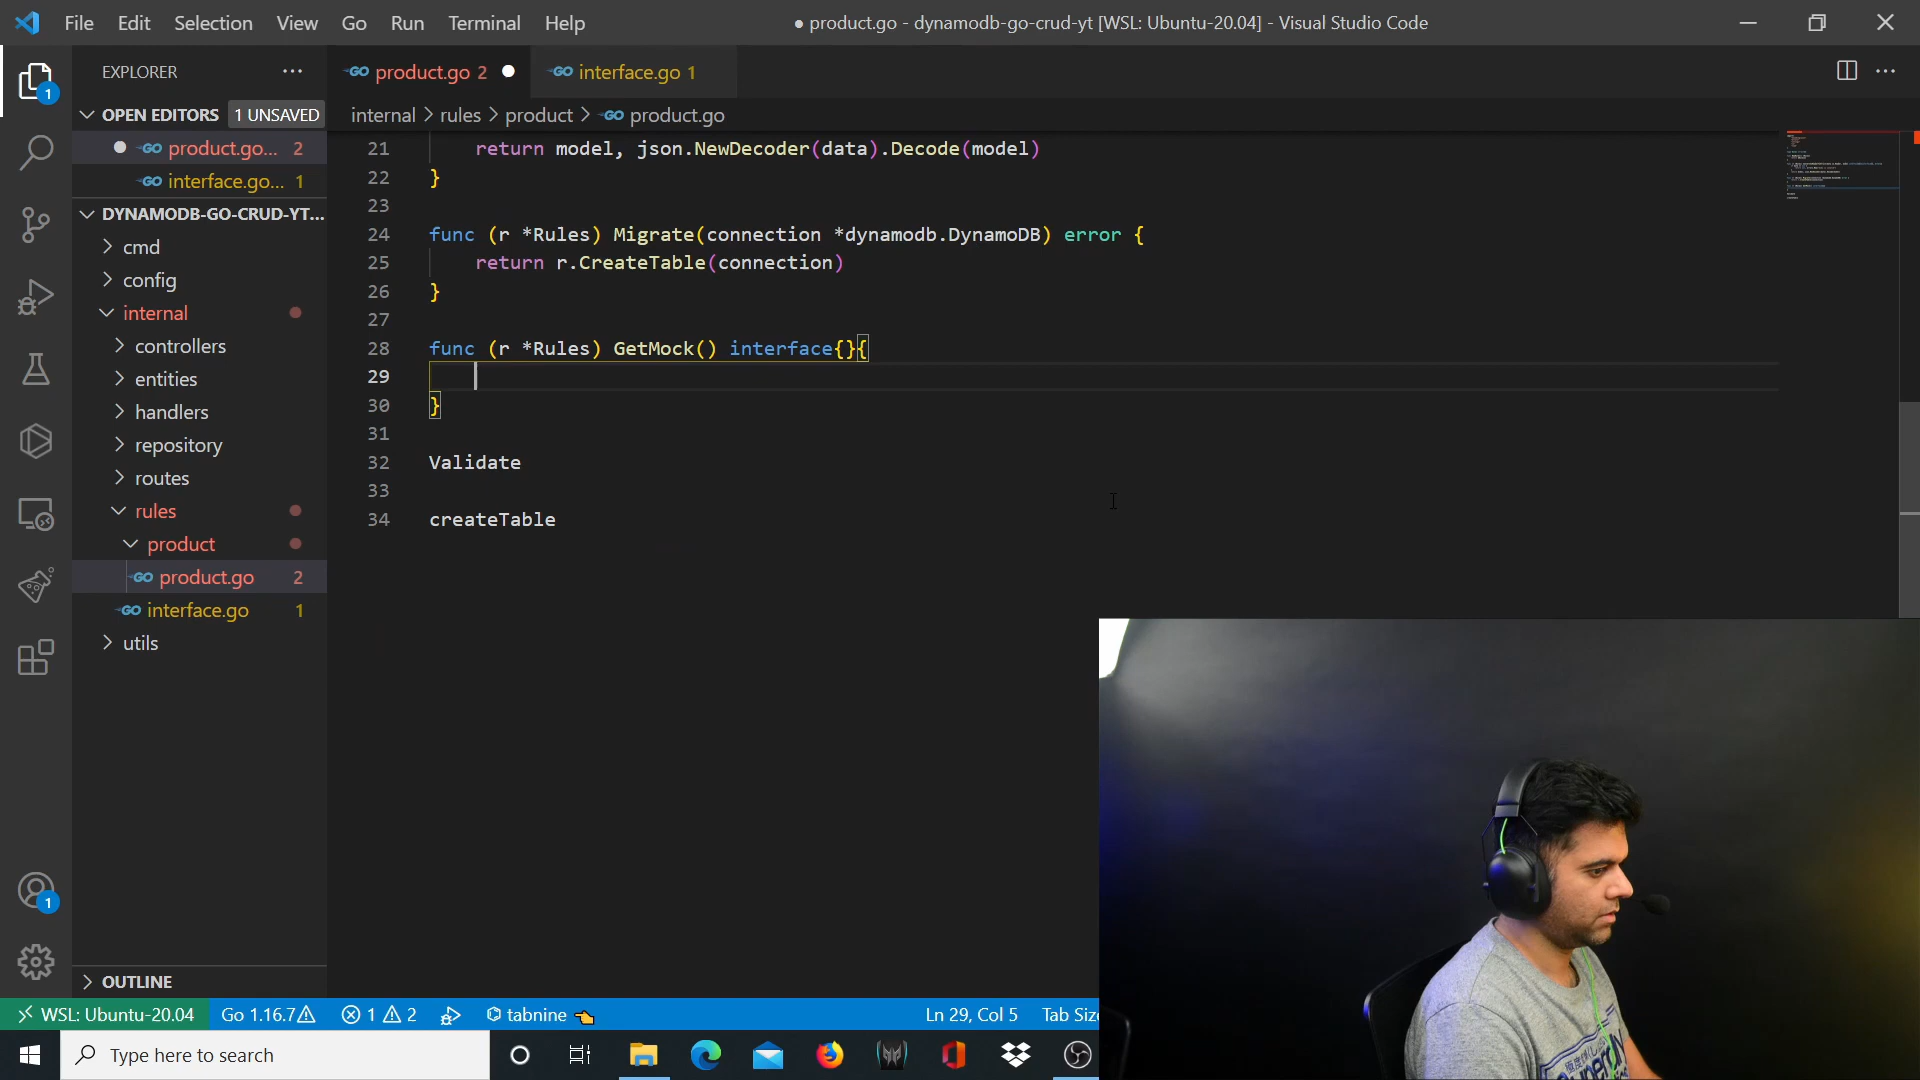 File Edit Selection View Go Run Terminal Help
● product.go - dynamodb-go-crud-yt [WSL: Ubuntu-20.04] - Visual Studio Code
EXPLORER
product.go 2
interface.go 1
OPEN EDITORS 1 UNSAVED
internal > rules > product > product.go
product.go... 2
interface.go... 1
DYNAMODB-GO-CRUD-YT...
cmd
config
internal
controllers
entities
handlers
repository
routes
rules
product
product.go 2
interface.go 1
utils
OUTLINE
21 return model, json.NewDecoder(data).Decode(model)
22 }
23
24 func (r *Rules) Migrate(connection *dynamodb.DynamoDB) error {
25 return r.CreateTable(connection)
26 }
27
28 func (r *Rules) GetMock() interface{}{
29
30 }
31
32 Validate
33
34 createTable
1
1
WSL: Ubuntu-20.04 Go 1.16.7 1 2 tabnine Ln 29, Col 5
Type here to search